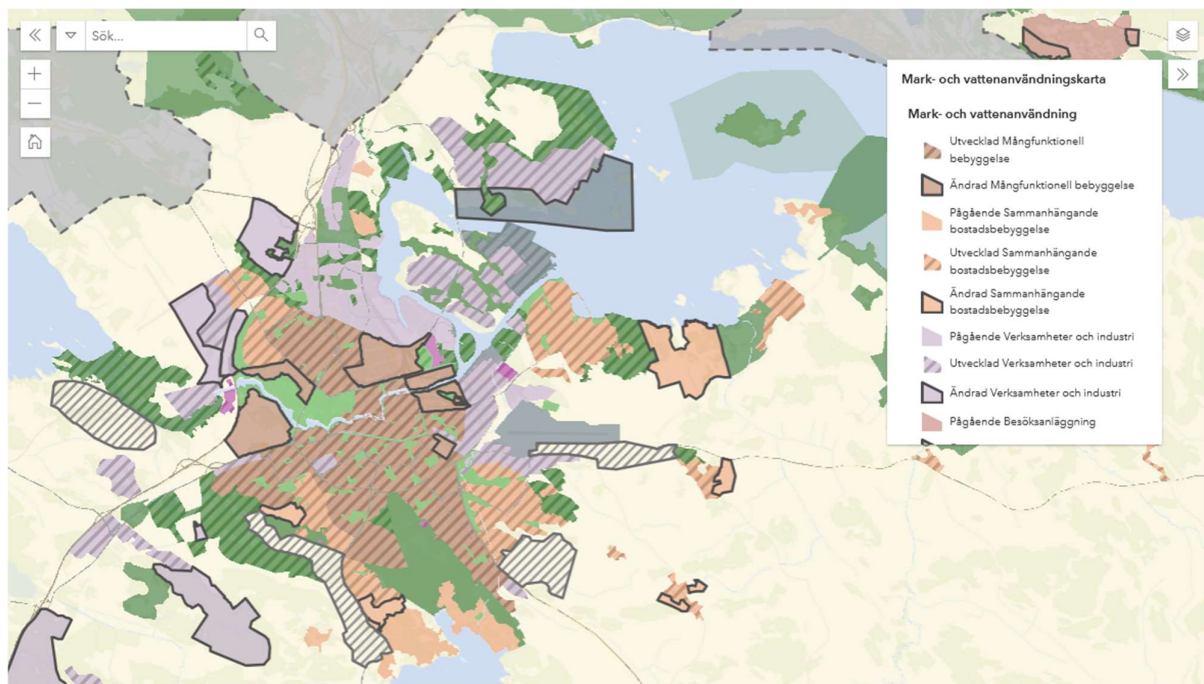 Sök...
Mark- och vattenanvändningskarta
Mark- och vattenanvändning
Utvecklad Mångfunktionell
bebyggelse
Ändrad Mångfunktionell bebyggelse
Pågående Sammanhängande
bostadsbebyggelse
Utvecklad Sammanhängande
bostadsbebyggelse
Ändrad Sammanhängande
bostadsbebyggelse
Pågående Verksamheter och industri
Utvecklad Verksamheter och industri
Ändrad Verksamheter och industri
Pågående Besöksanläggning